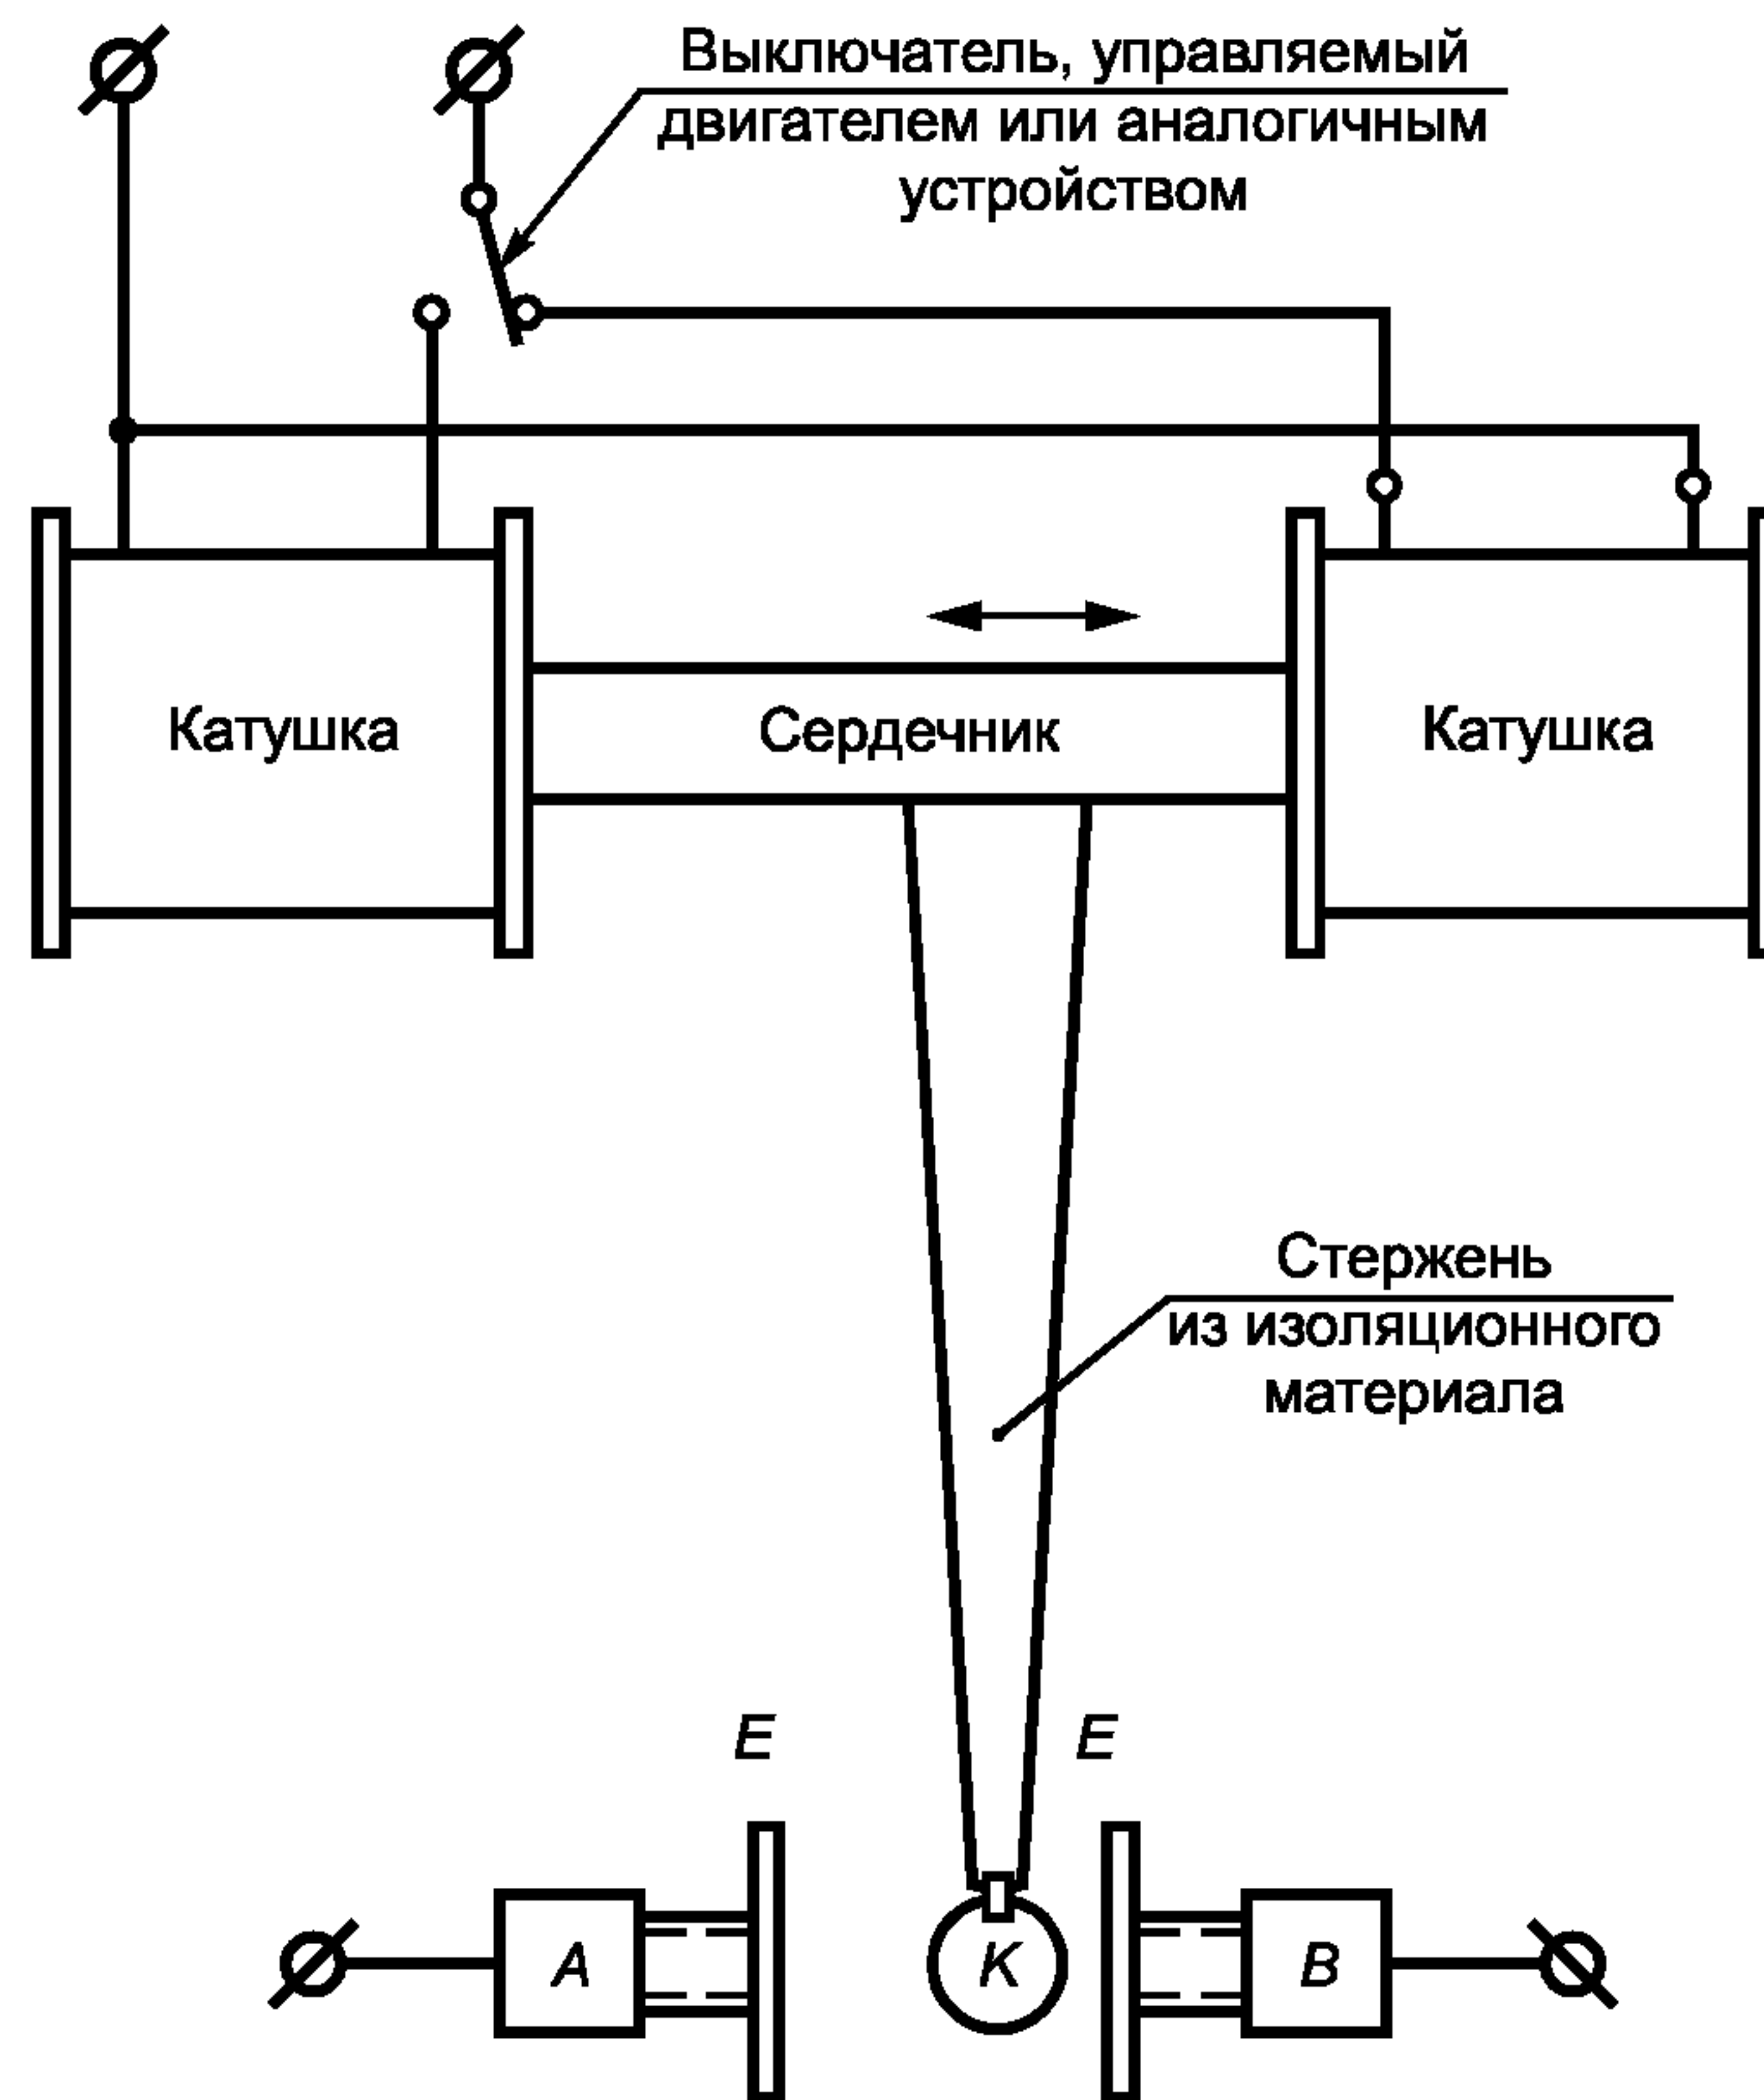 Выключатель, управляемый
двигателем или аналогичным
устройством
Катушка
Сердечник
Катушка
Стержень
из изоляционного
материала
E
E
A
K
B